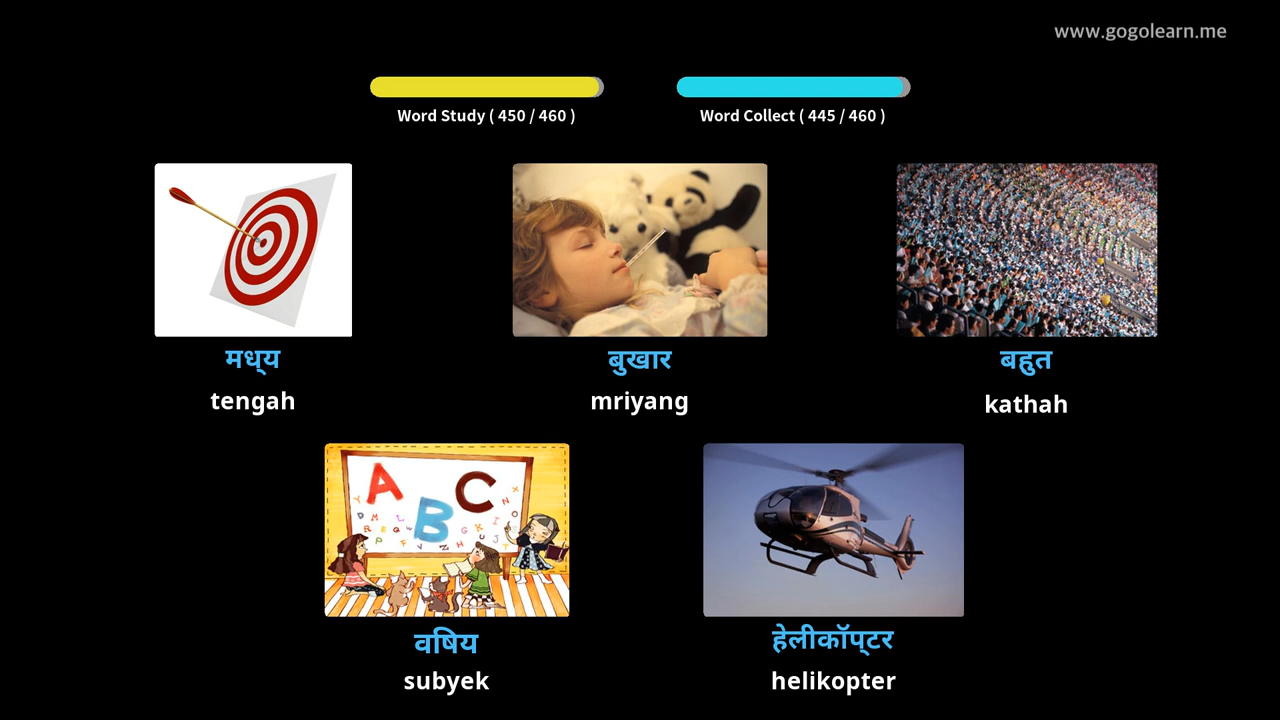 www.gogolearn.me
Word Study ( 450 / 460 )
Word Collect ( 445 / 460 )
मध्‌य
बुखार
बहुत
tengah
mriyang
kathah
A B C
वषिय
हेलीकॉप्‌टर
subyek
helikopter